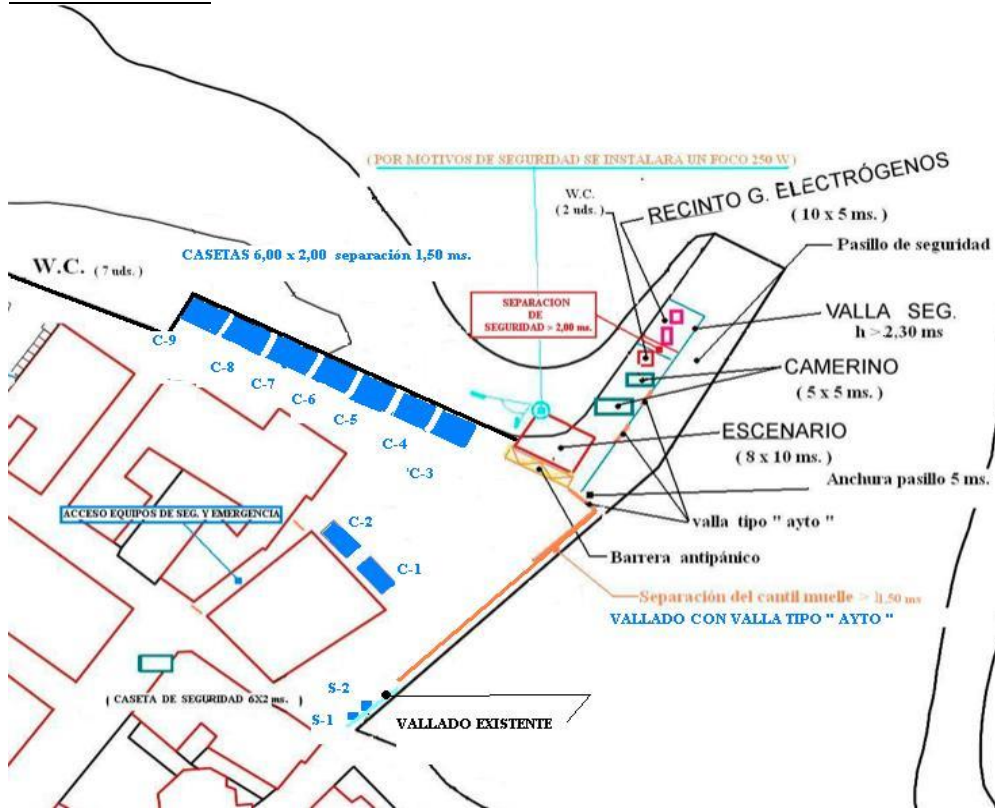 ( POR MOTIVOS DE SEGURIDAD SE INSTALARA UN FOCO 250 W )
W.C.
(2 uds. )
RECINTO G. ELECTRÓGENOS
( 10 x 5 ms. )
Pasillo de seguridad
CASETAS 6,00 x 2,00 separación 1,50 ms.
W.C. ( 7 uds. )
SEPARACION
DE
SEGURIDAD > 2,00 ms.
VALLA SEG.
h > 2,30 ms
C-9
C-8
C-7
C-6
C-5
C-4
'C-3
CAMERINO
( 5 x 5 ms. )
ESCENARIO
( 8 x 10 ms. )
Anchura pasillo 5 ms.
valla tipo " ayto "
ACCESO EQUIPOS DE SEG. Y EMERGENCIA
C-2
C-1
Barrera antipánico
Separación del cantil muelle > 1,50 ms
VALLADO CON VALLA TIPO " AYTO "
( CASETA DE SEGURIDAD 6X2 ms. )
S-2
S-1
VALLADO EXISTENTE